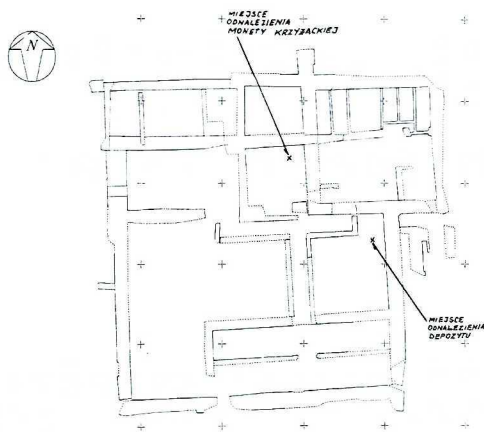 MIEJSCE
ODNALEZIENIA
MONETY KRZYŻACKIEJ
N
MIEJSCE
ODNALEZIENIA
DEPOZYTU